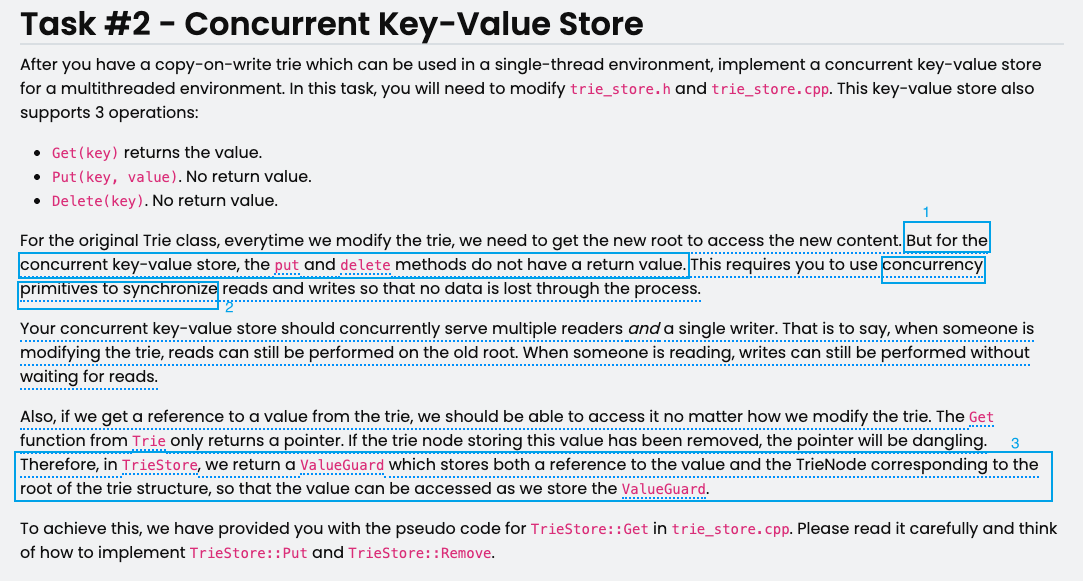 Task #2 - Concurrent Key-Value Store
After you have a copy-on-write trie which can be used in a single-thread environment, implement a concurrent key-value store
for a multithreaded environment. In this task, you will need to modify trie_store.h and trie_store.cpp. This key-value store also
supports 3 operations:
• Get(key) returns the value.
• Put(key, value). No return value.
• Delete(key). No return value.
1
For the original Trie class, everytime we modify the trie, we need to get the new root to access the new content. But for the
concurrent key-value store, the put and delete methods do not have a return value. This requires you to use concurrency
primitives to synchronize reads and writes so that no data is lost through the process.
2
Your concurrent key-value store should concurrently serve multiple readers and a single writer. That is to say, when someone is
modifying the trie, reads can still be performed on the old root. When someone is reading, writes can still be performed without
waiting for reads.
Also, if we get a reference to a value from the trie, we should be able to access it no matter how we modify the trie. The Get
function from Trie only returns a pointer. If the trie node storing this value has been removed, the pointer will be dangling.
3
Therefore, in TrieStore, we return a ValueGuard which stores both a reference to the value and the TrieNode corresponding to the
root of the trie structure, so that the value can be accessed as we store the ValueGuard.
To achieve this, we have provided you with the pseudo code for TrieStore::Get in trie_store.cpp. Please read it carefully and think
of how to implement TrieStore::Put and TrieStore::Remove.